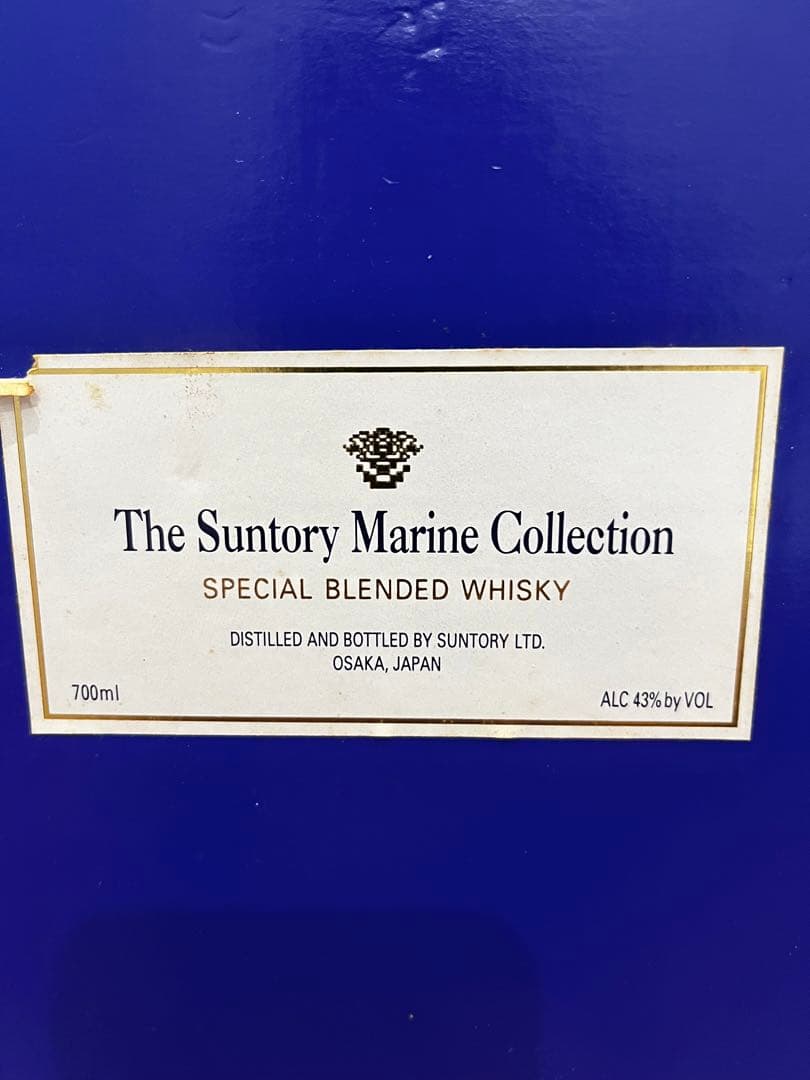 The Suntory Marine Collection
SPECIAL BLENDED WHISKY
DISTILLED AND BOTTLED BY SUNTORY LTD.
OSAKA, JAPAN
700ml
ALC 43% by VOL